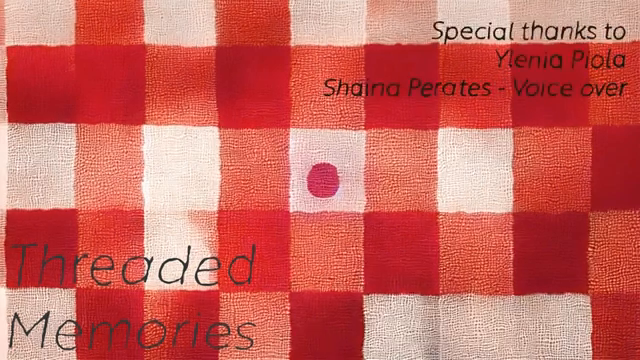 Special thanks to
Ylenia Piola
Shaina Perates - Voice over
Threaded
Memories